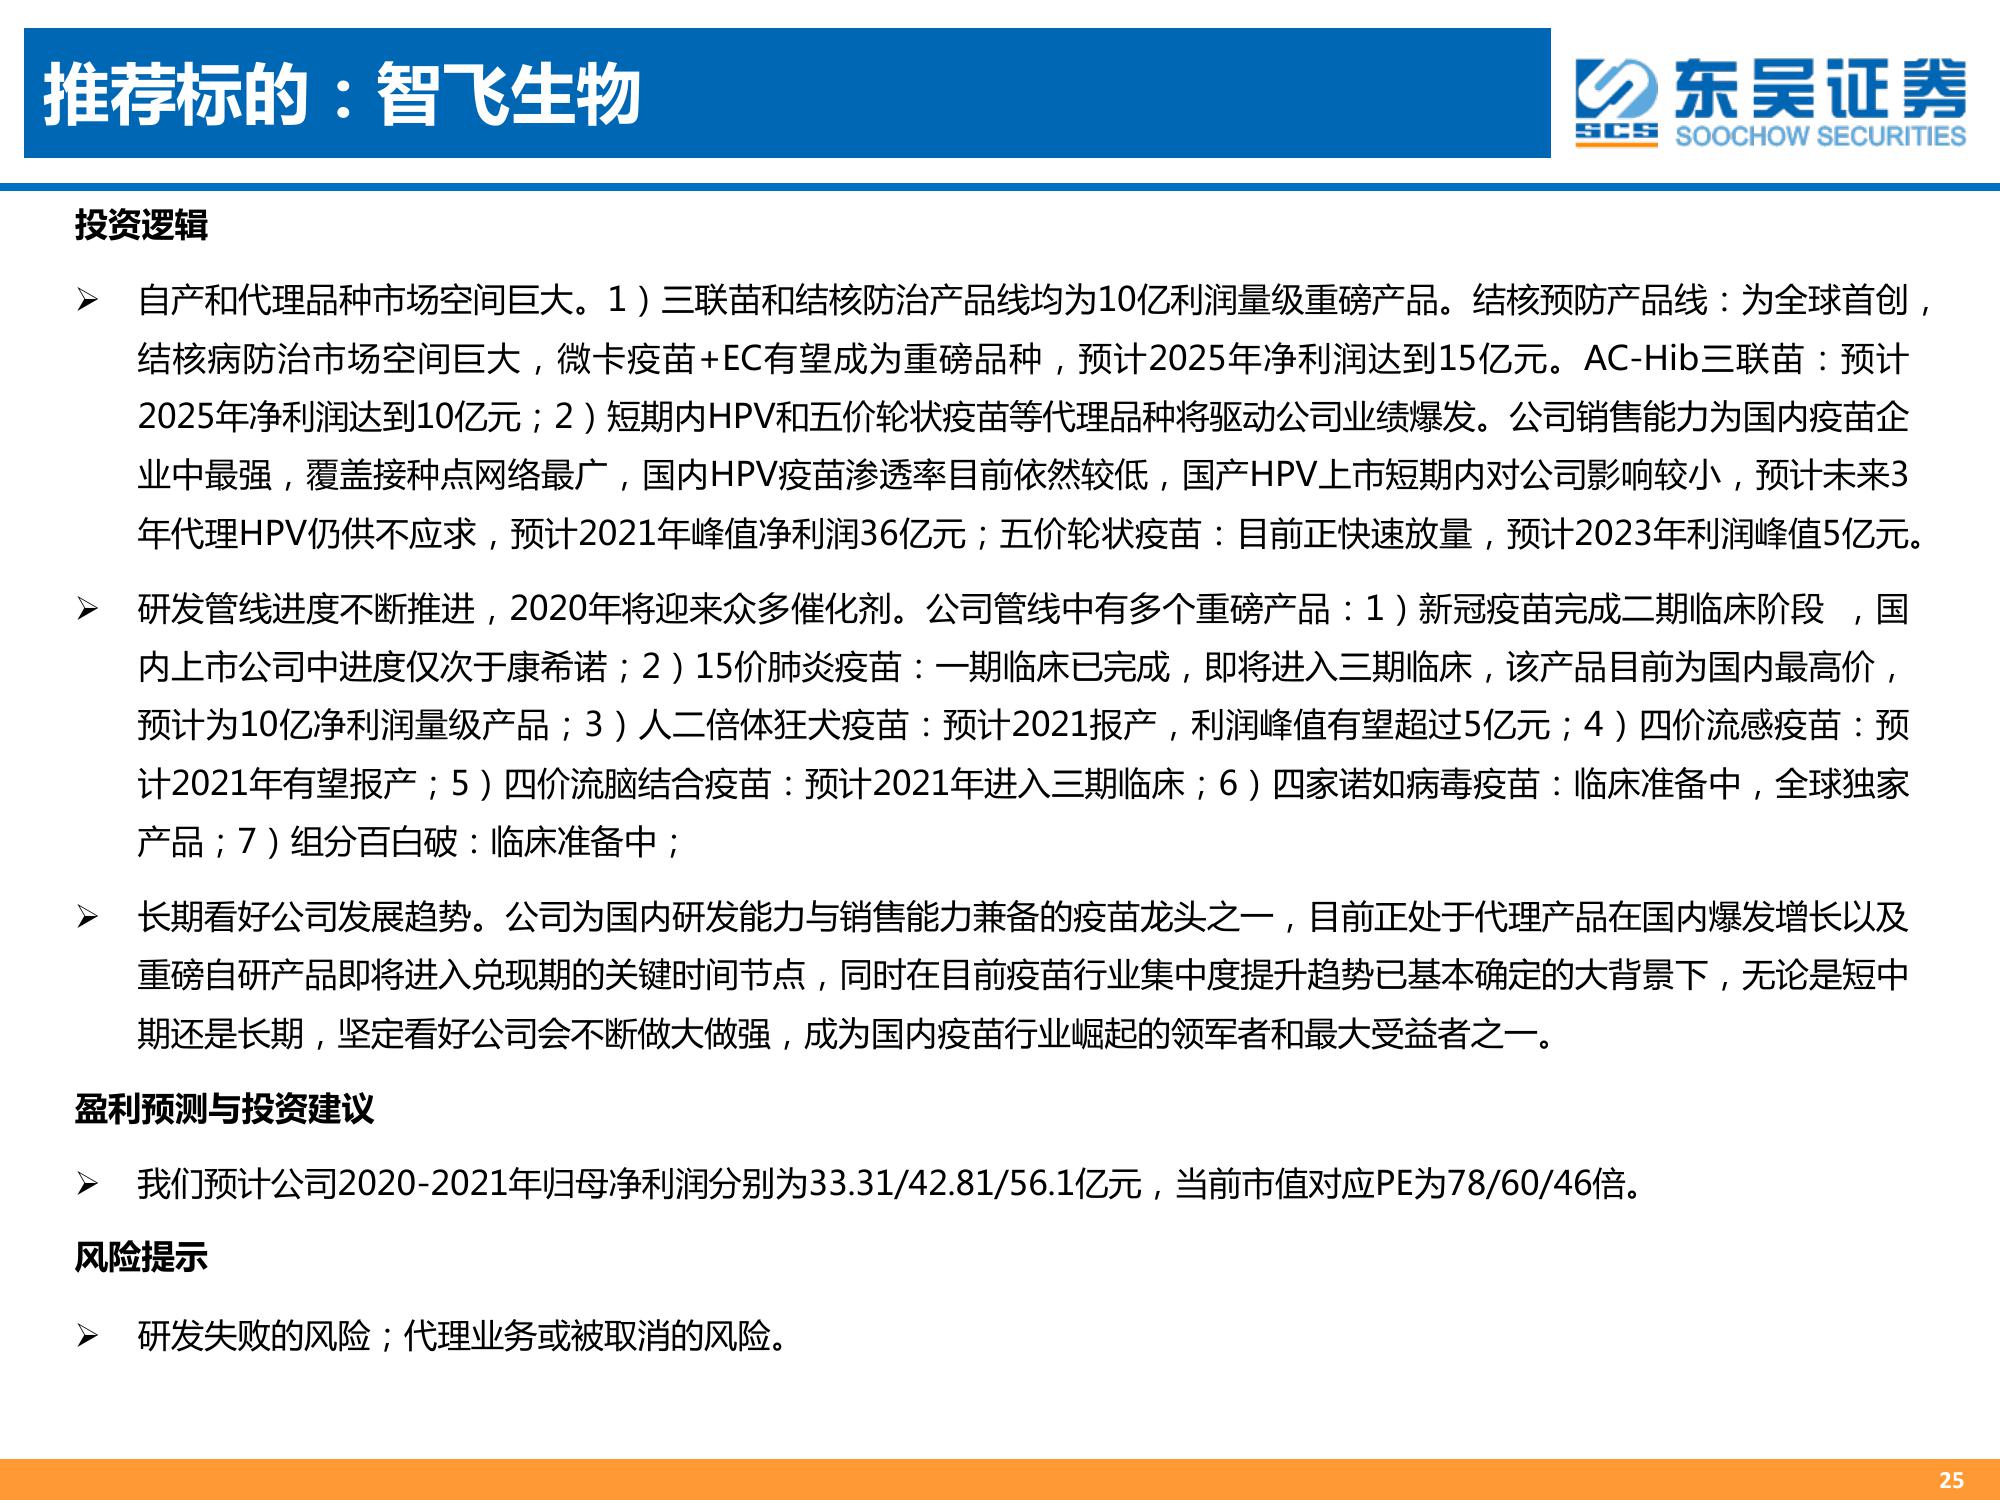 推荐标的：智飞生物
东吴证券
SCS
SOOCHOW SECURITIES
投资逻辑
➢ 自产和代理品种市场空间巨大。1）三联苗和结核防治产品线均为10亿利润量级重磅产品。结核预防产品线：为全球首创，
结核病防治市场空间巨大，微卡疫苗+EC有望成为重磅品种，预计2025年净利润达到15亿元。AC-Hib三联苗：预计
2025年净利润达到10亿元；2）短期内HPV和五价轮状疫苗等代理品种将驱动公司业绩爆发。公司销售能力为国内疫苗企
业中最强，覆盖接种点网络最广，国内HPV疫苗渗透率目前依然较低，国产HPV上市短期内对公司影响较小，预计未来3
年代理HPV仍供不应求，预计2021年峰值净利润36亿元；五价轮状疫苗：目前正快速放量，预计2023年利润峰值5亿元。
➢ 研发管线进度不断推进，2020年将迎来众多催化剂。公司管线中有多个重磅产品：1）新冠疫苗完成二期临床阶段 ，国
内上市公司中进度仅次于康希诺；2）15价肺炎疫苗：一期临床已完成，即将进入三期临床，该产品目前为国内最高价，
预计为10亿净利润量级产品；3）人二倍体狂犬疫苗：预计2021报产，利润峰值有望超过5亿元；4）四价流感疫苗：预
计2021年有望报产；5）四价流脑结合疫苗：预计2021年进入三期临床；6）四家诺如病毒疫苗：临床准备中，全球独家
产品；7）组分百白破：临床准备中；
➢ 长期看好公司发展趋势。公司为国内研发能力与销售能力兼备的疫苗龙头之一，目前正处于代理产品在国内爆发增长以及
重磅自研产品即将进入兑现期的关键时间节点，同时在目前疫苗行业集中度提升趋势已基本确定的大背景下，无论是短中
期还是长期，坚定看好公司会不断做大做强，成为国内疫苗行业崛起的领军者和最大受益者之一。
盈利预测与投资建议
➢ 我们预计公司2020-2021年归母净利润分别为33.31/42.81/56.1亿元，当前市值对应PE为78/60/46倍。
风险提示
➢ 研发失败的风险；代理业务或被取消的风险。
25